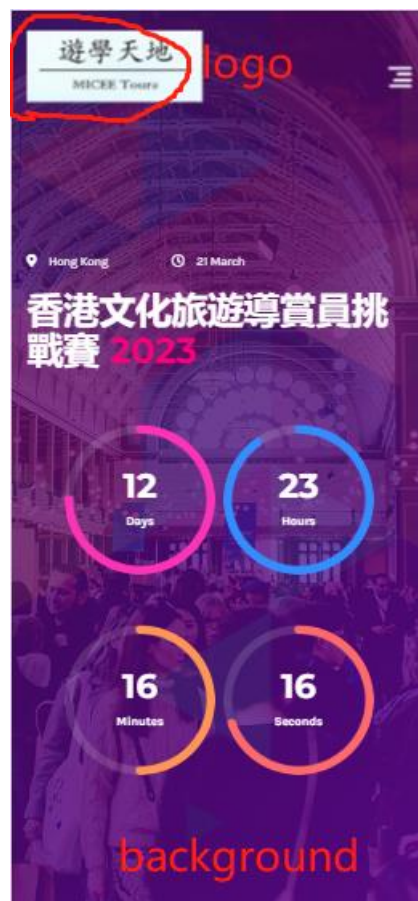 遊學天地
MICEE Tours
logo
Hong Kong
21 March
香港文化旅遊導賞員挑
戰賽 2023
12
Days
23
Hours
16
Minutes
16
Seconds
background